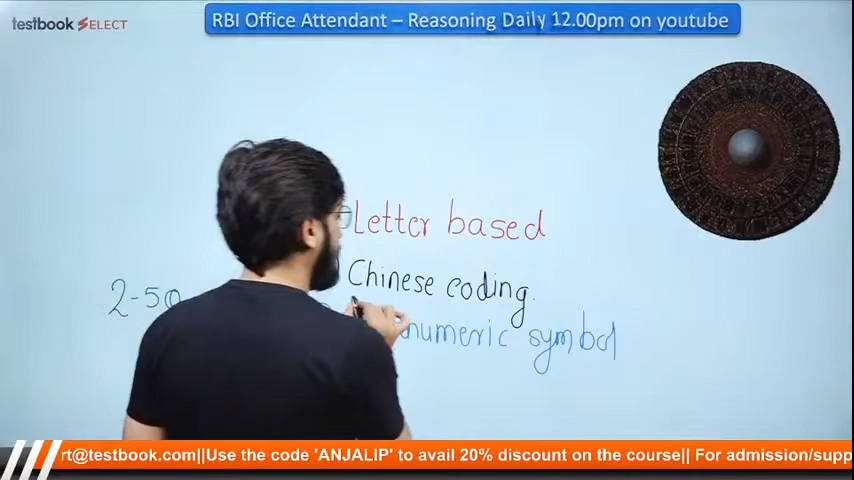 testbook SELECT
RBI Office Attendant – Reasoning Daily 12.00pm on youtube
Letter based
Chinese coding.
2-5Q
numeric symbol
rt@testbook.com||Use the code 'ANJALIP' to avail 20% discount on the course|| For admission/supp